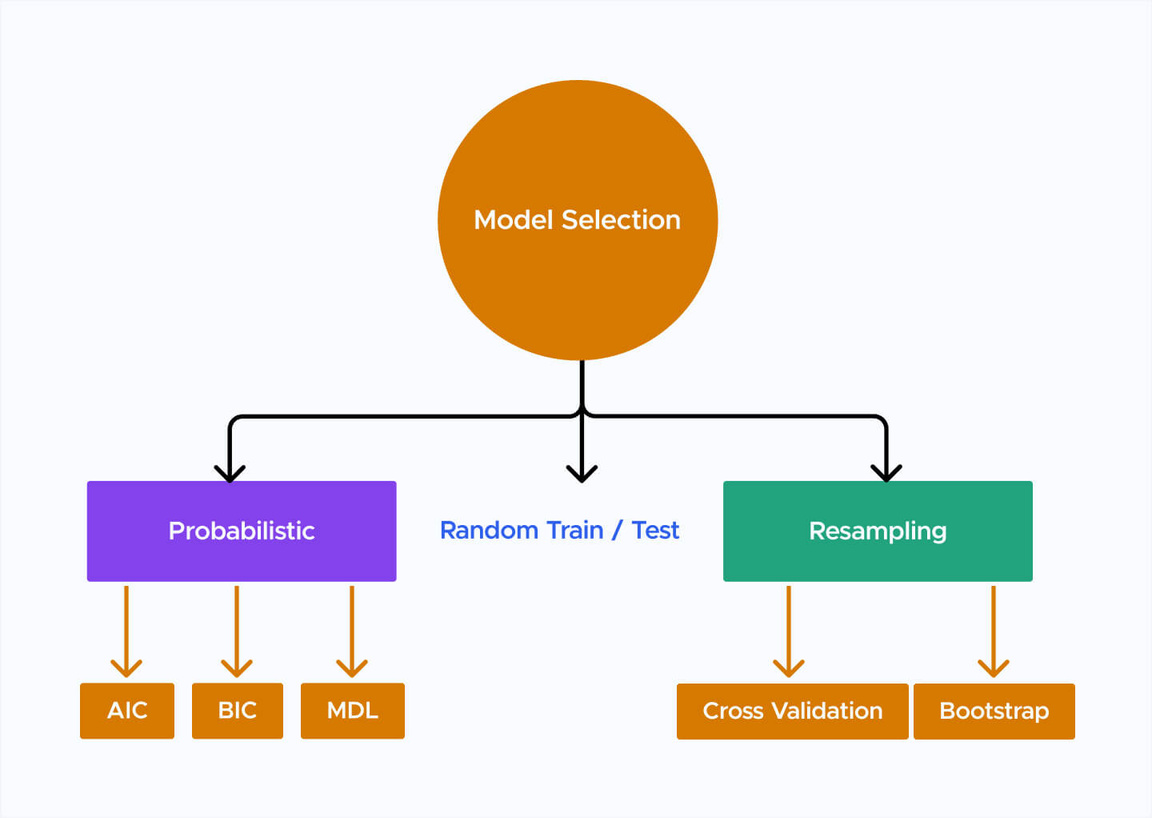 Model Selection
Probabilistic
Random Train / Test
Resampling
AIC
BIC
MDL
Cross Validation
Bootstrap